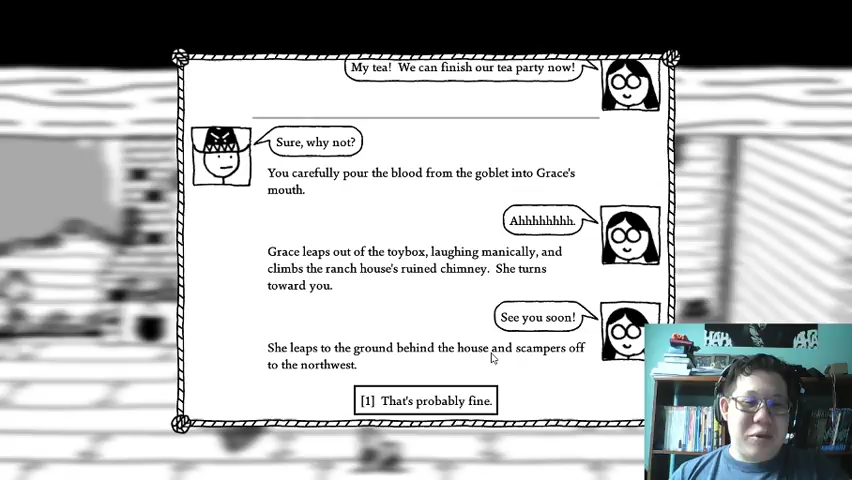 My tea! We can finish our tea party now!
Sure, why not?
You carefully pour the blood from the goblet into Grace's
mouth.
Ahhhhhhhh.
Grace leaps out of the toybox, laughing manically, and
climbs the ranch house's ruined chimney. She turns
toward you.
See you soon!
She leaps to the ground behind the house and scampers off
to the northwest.
[1] That's probably fine.